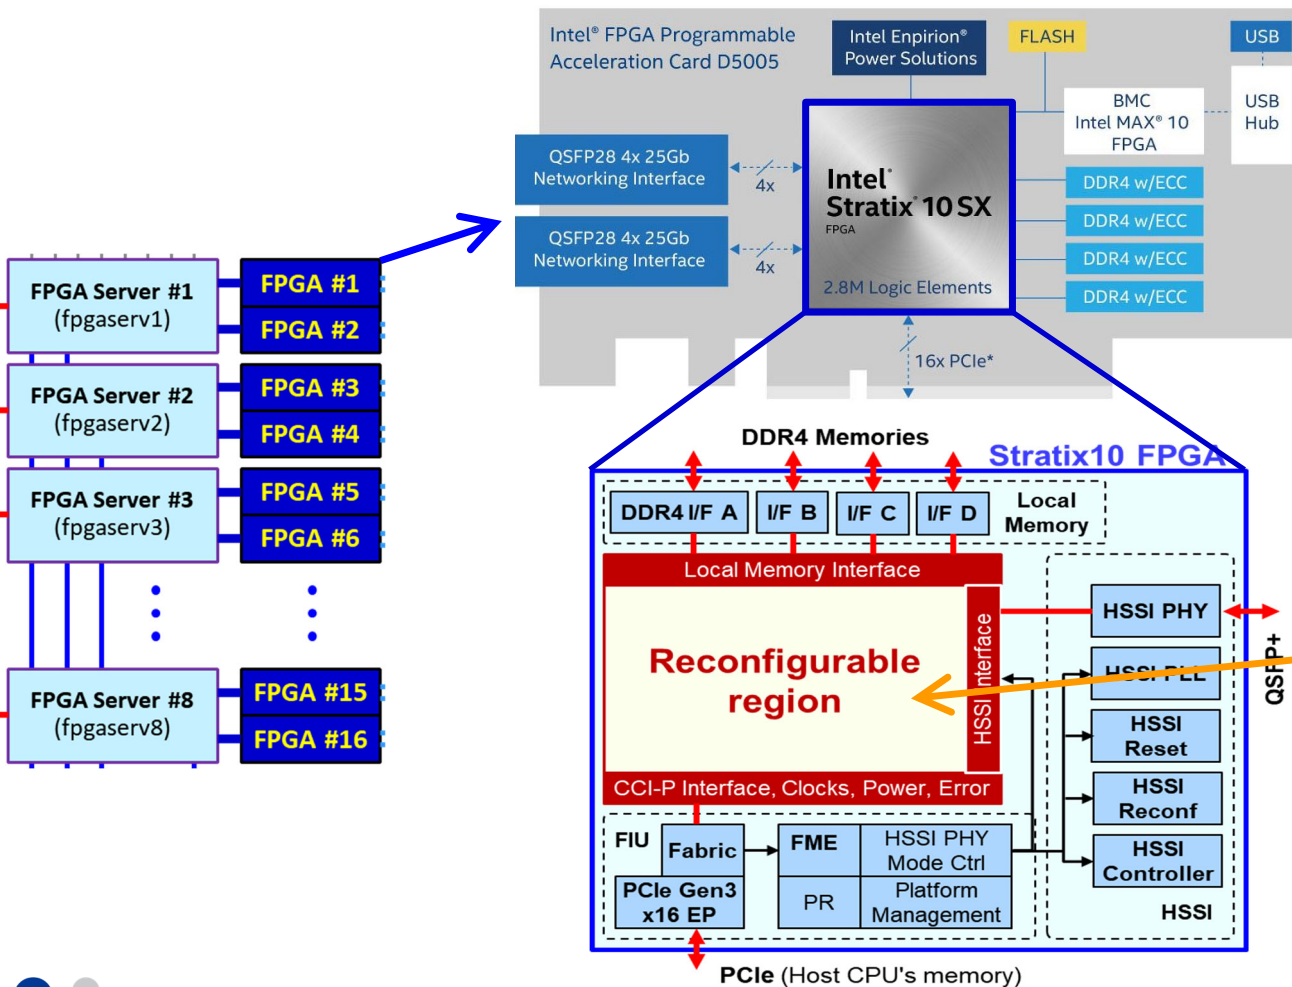 Intel® FPGA Programmable
Acceleration Card D5005
Intel Enpirion®
Power Solutions
FLASH
USB
BMC
Intel MAX® 10
FPGA
USB
Hub
QSFP28 4x 25Gb
Networking Interface
4x
QSFP28 4x 25Gb
Networking Interface
4x
Intel®
Stratix® 10 SX
FPGA
2.8M Logic Elements
DDR4 w/ECC
DDR4 w/ECC
DDR4 w/ECC
DDR4 w/ECC
16x PCIe*
FPGA Server #1
(fpgaserv1)
FPGA #1
FPGA #2
FPGA Server #2
(fpgaserv2)
FPGA #3
FPGA #4
FPGA Server #3
(fpgaserv3)
FPGA #5
FPGA #6
FPGA Server #8
(fpgaserv8)
FPGA #15
FPGA #16
DDR4 Memories
Stratix10 FPGA
DDR4 I/F A
I/F B
I/F C
I/F D
Local
Memory
Local Memory Interface
Reconfigurable
region
HSSI Interface
CCI-P Interface, Clocks, Power, Error
HSSI PHY
HSSI PLL
HSSI
Reset
HSSI
Reconf
HSSI
Controller
HSSI
QSFP+
FIU
Fabric
PCIe Gen3
x16 EP
FME
HSSI PHY
Mode Ctrl
PR
Platform
Management
PCIe (Host CPU's memory)